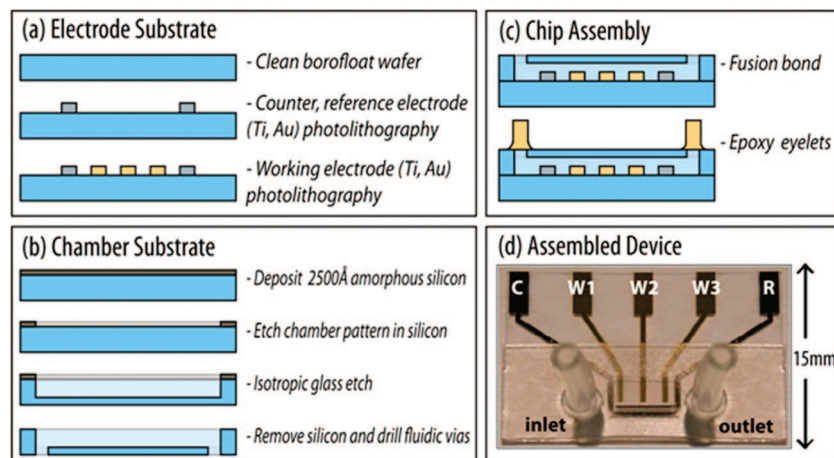 (a) Electrode Substrate
- Clean borofloat wafer
- Counter, reference electrode
(Ti, Au) photolithography
- Working electrode (Ti, Au)
photolithography
(b) Chamber Substrate
- Deposit 2500Å amorphous silicon
- Etch chamber pattern in silicon
- Isotropic glass etch
- Remove silicon and drill fluidic vias
(c) Chip Assembly
- Fusion bond
- Epoxy eyelets
(d) Assembled Device
C W1 W2 W3 R
15mm
inlet outlet